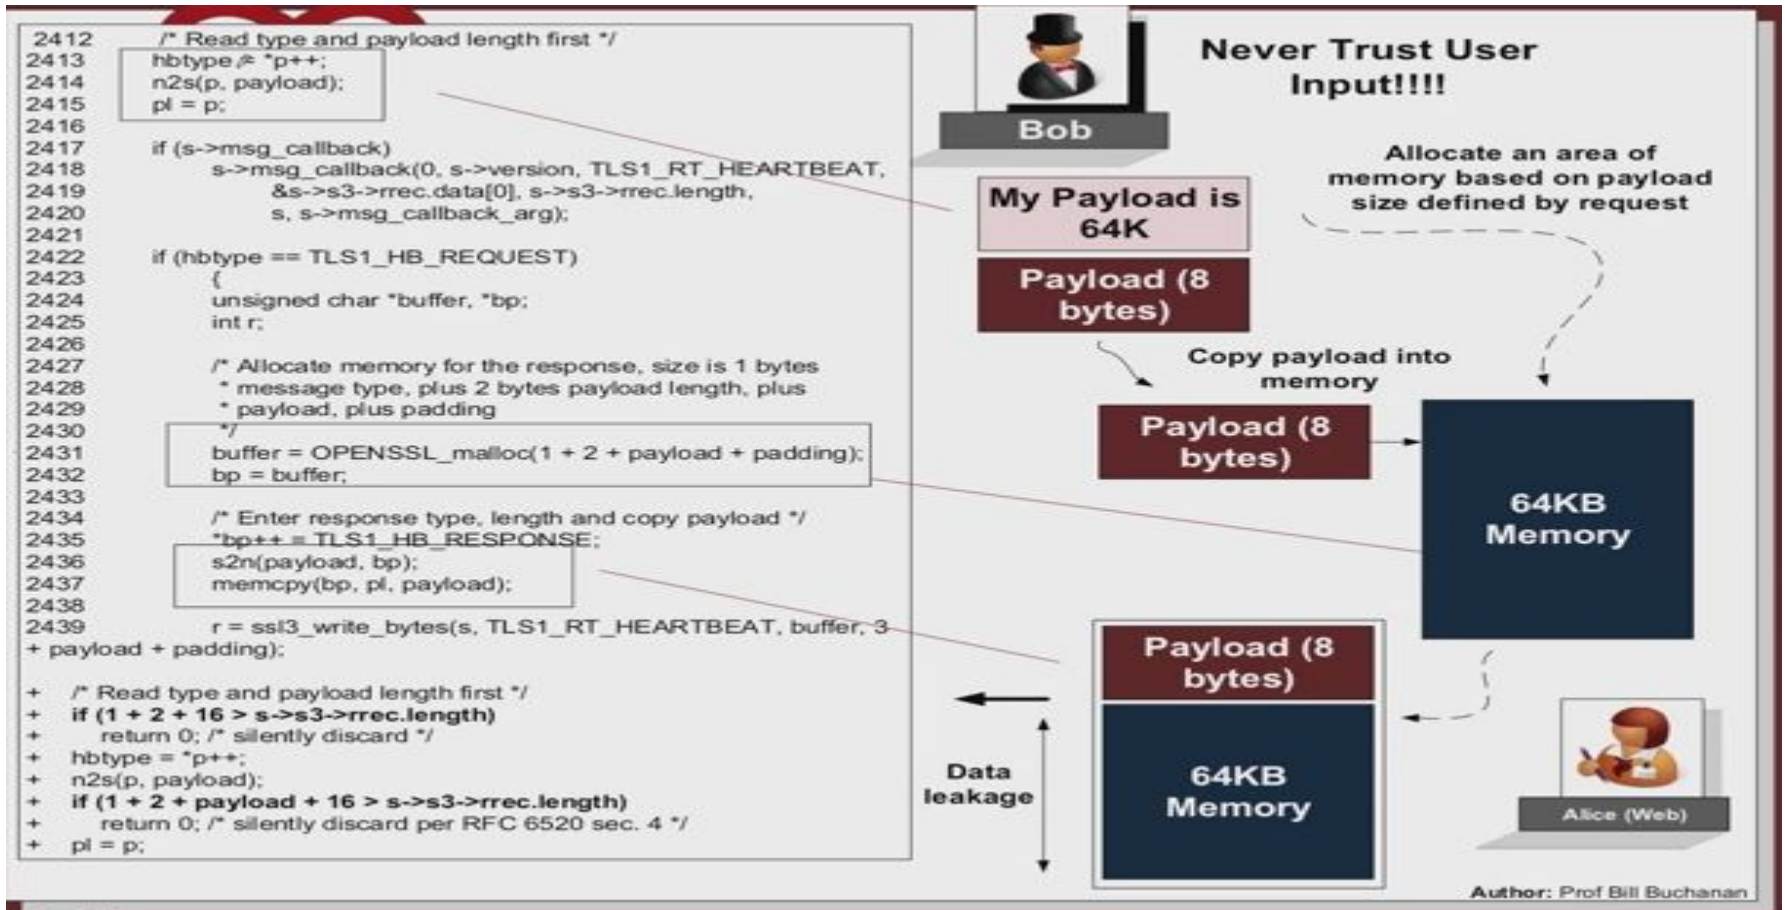 2412 /* Read type and payload length first */
2413 hbtype = *p++;
2414 n2s(p, payload);
2415 pl = p;
2416
2417 if (s->msg_callback)
2418 s->msg_callback(0, s->version, TLS1_RT_HEARTBEAT,
2419 &s->s3->rrec.data[0], s->s3->rrec.length,
2420 s, s->msg_callback_arg);
2421
2422 if (hbtype == TLS1_HB_REQUEST)
2423 {
2424 unsigned char *buffer, *bp;
2425 int r;
2426
2427 /* Allocate memory for the response, size is 1 bytes
2428 * message type, plus 2 bytes payload length, plus
2429 * payload, plus padding
2430 */
2431 buffer = OPENSSL_malloc(1 + 2 + payload + padding);
2432 bp = buffer;
2433
2434 /* Enter response type, length and copy payload */
2435 *bp++ = TLS1_HB_RESPONSE;
2436 s2n(payload, bp);
2437 memcpy(bp, pl, payload);
2438
2439 r = ssl3_write_bytes(s, TLS1_RT_HEARTBEAT, buffer, 3
+ payload + padding);
+ /* Read type and payload length first */
+ if (1 + 2 + 16 > s->s3->rrec.length)
+ return 0; /* silently discard */
+ hbtype = *p++;
+ n2s(p, payload);
+ if (1 + 2 + payload + 16 > s->s3->rrec.length)
+ return 0; /* silently discard per RFC 6520 sec. 4 */
+ pl = p;
Bob
Never Trust User
Input!!!!
Allocate an area of
memory based on payload
size defined by request
My Payload is
64K
Payload (8
bytes)
Copy payload into
memory
Payload (8
bytes)
64KB
Memory
Payload (8
bytes)
64KB
Memory
Data
leakage
Alice (Web)
Author: Prof Bill Buchanan